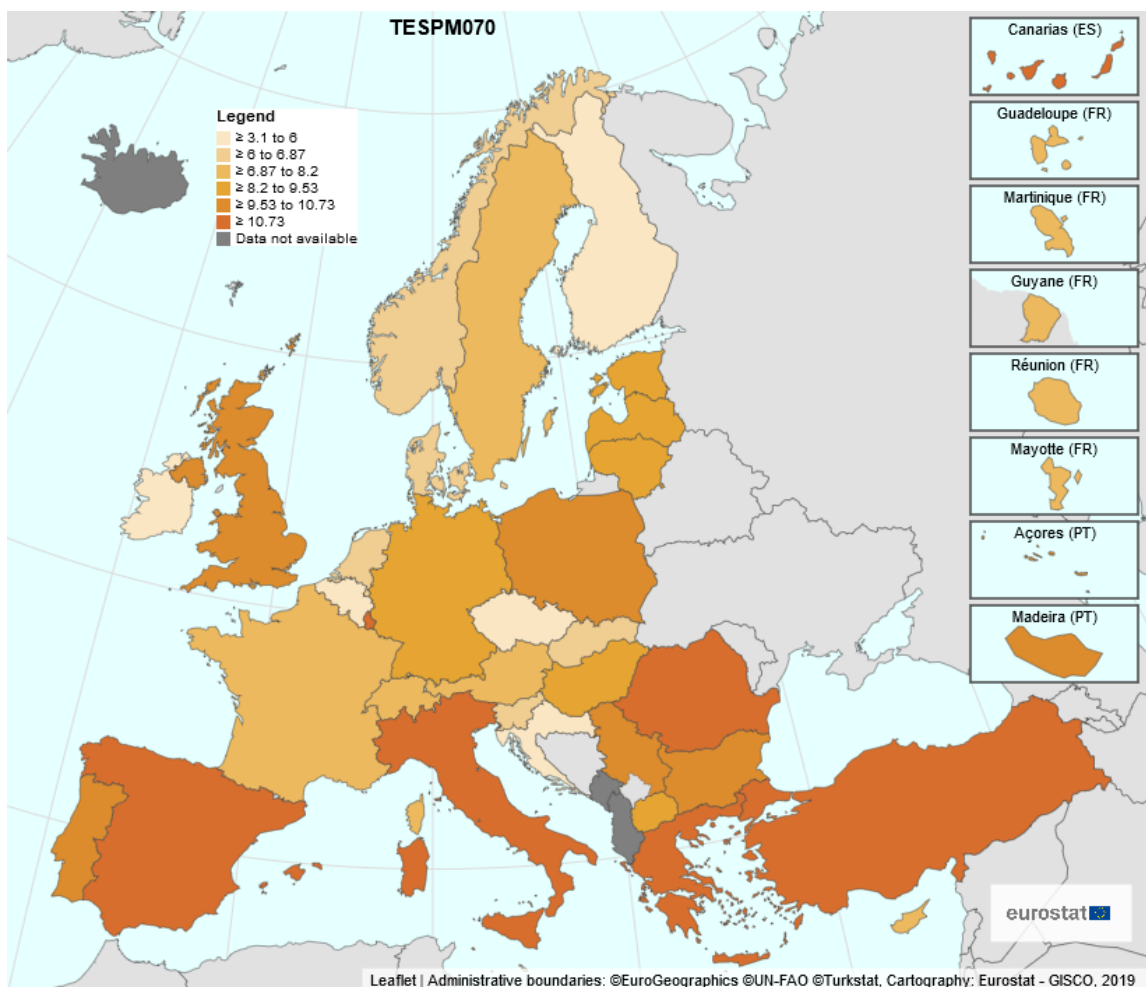 TESPM070
Legend
≥ 3.1 to 6
≥ 6 to 6.87
≥ 6.87 to 8.2
≥ 8.2 to 9.53
≥ 9.53 to 10.73
≥ 10.73
Data not available
Canarias (ES)
Guadeloupe (FR)
Martinique (FR)
Guyane (FR)
Réunion (FR)
Mayotte (FR)
Açores (PT)
Madeira (PT)
eurostat
Leaflet | Administrative boundaries: ©EuroGeographics ©UN-FAO ©Turkstat, Cartography: Eurostat - GISCO, 2019